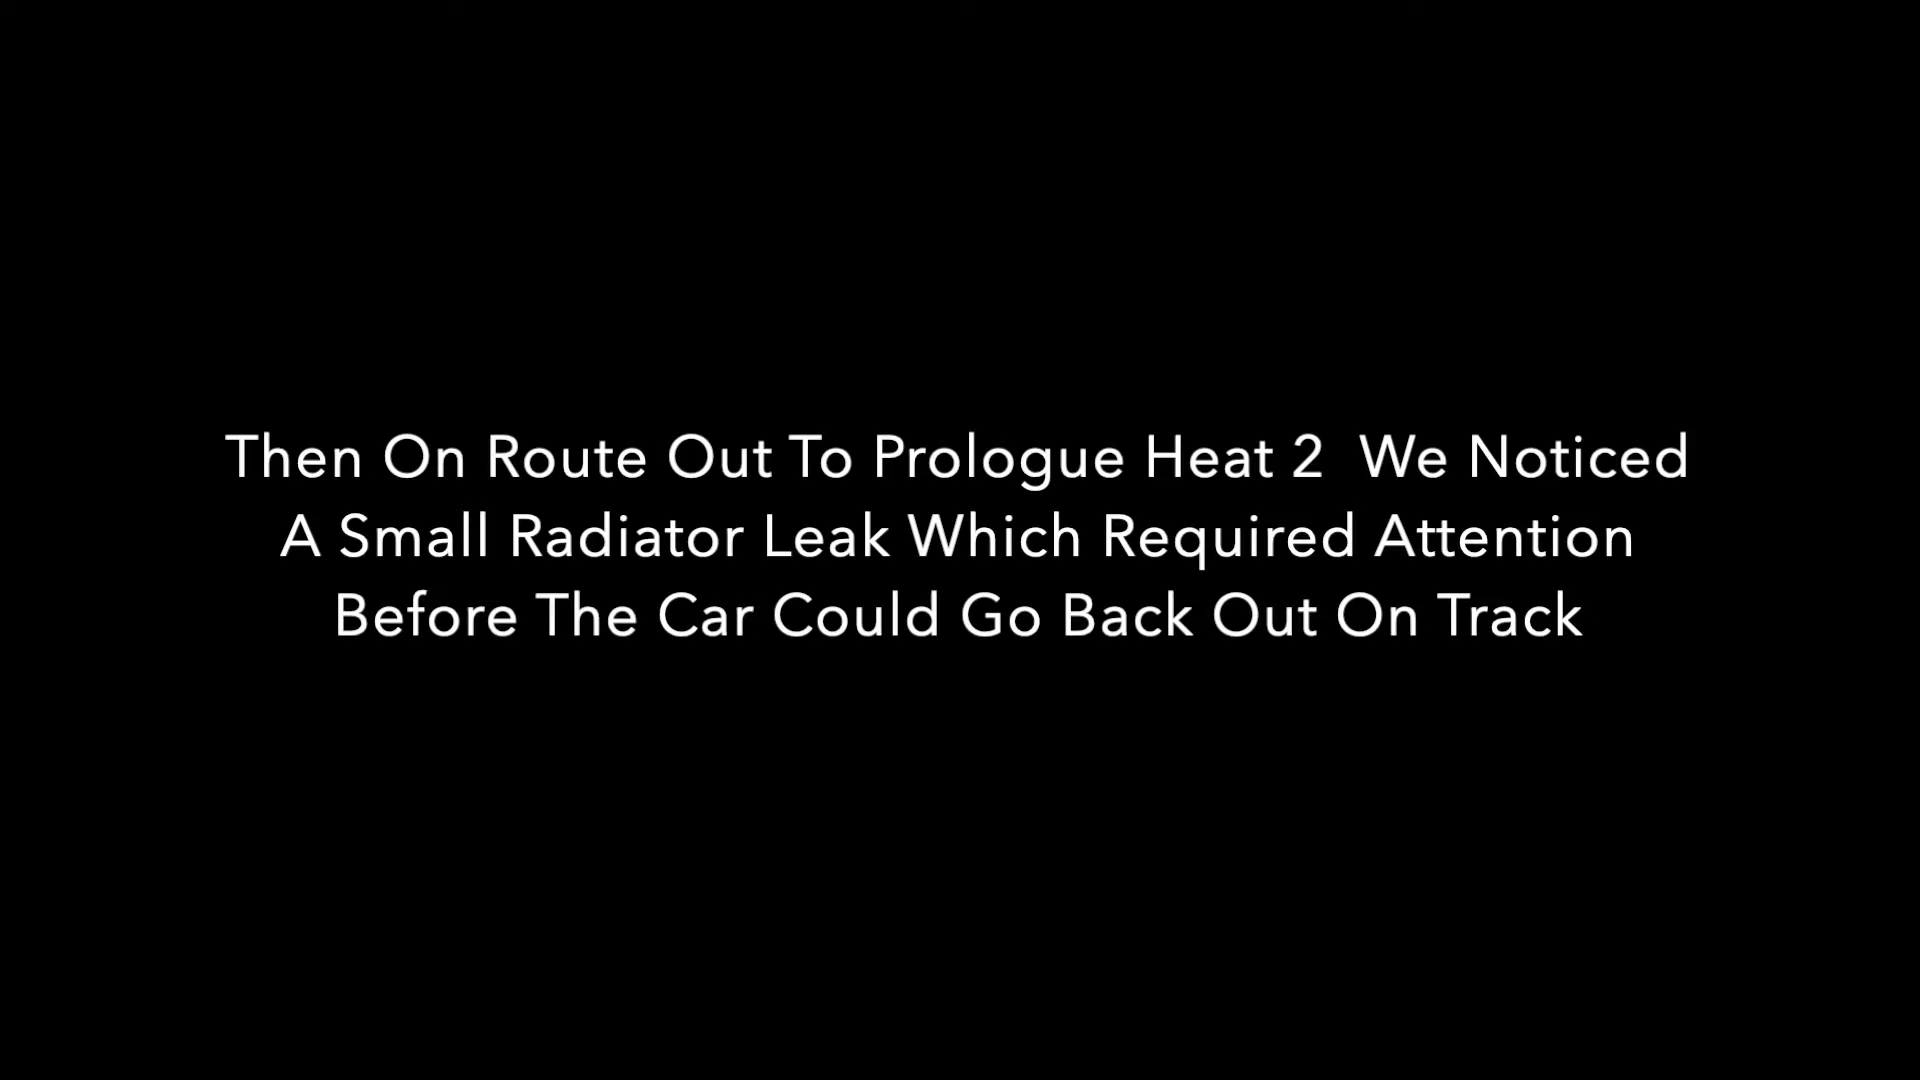 Then On Route Out To Prologue Heat 2  We Noticed
A Small Radiator Leak Which Required Attention
Before The Car Could Go Back Out On Track